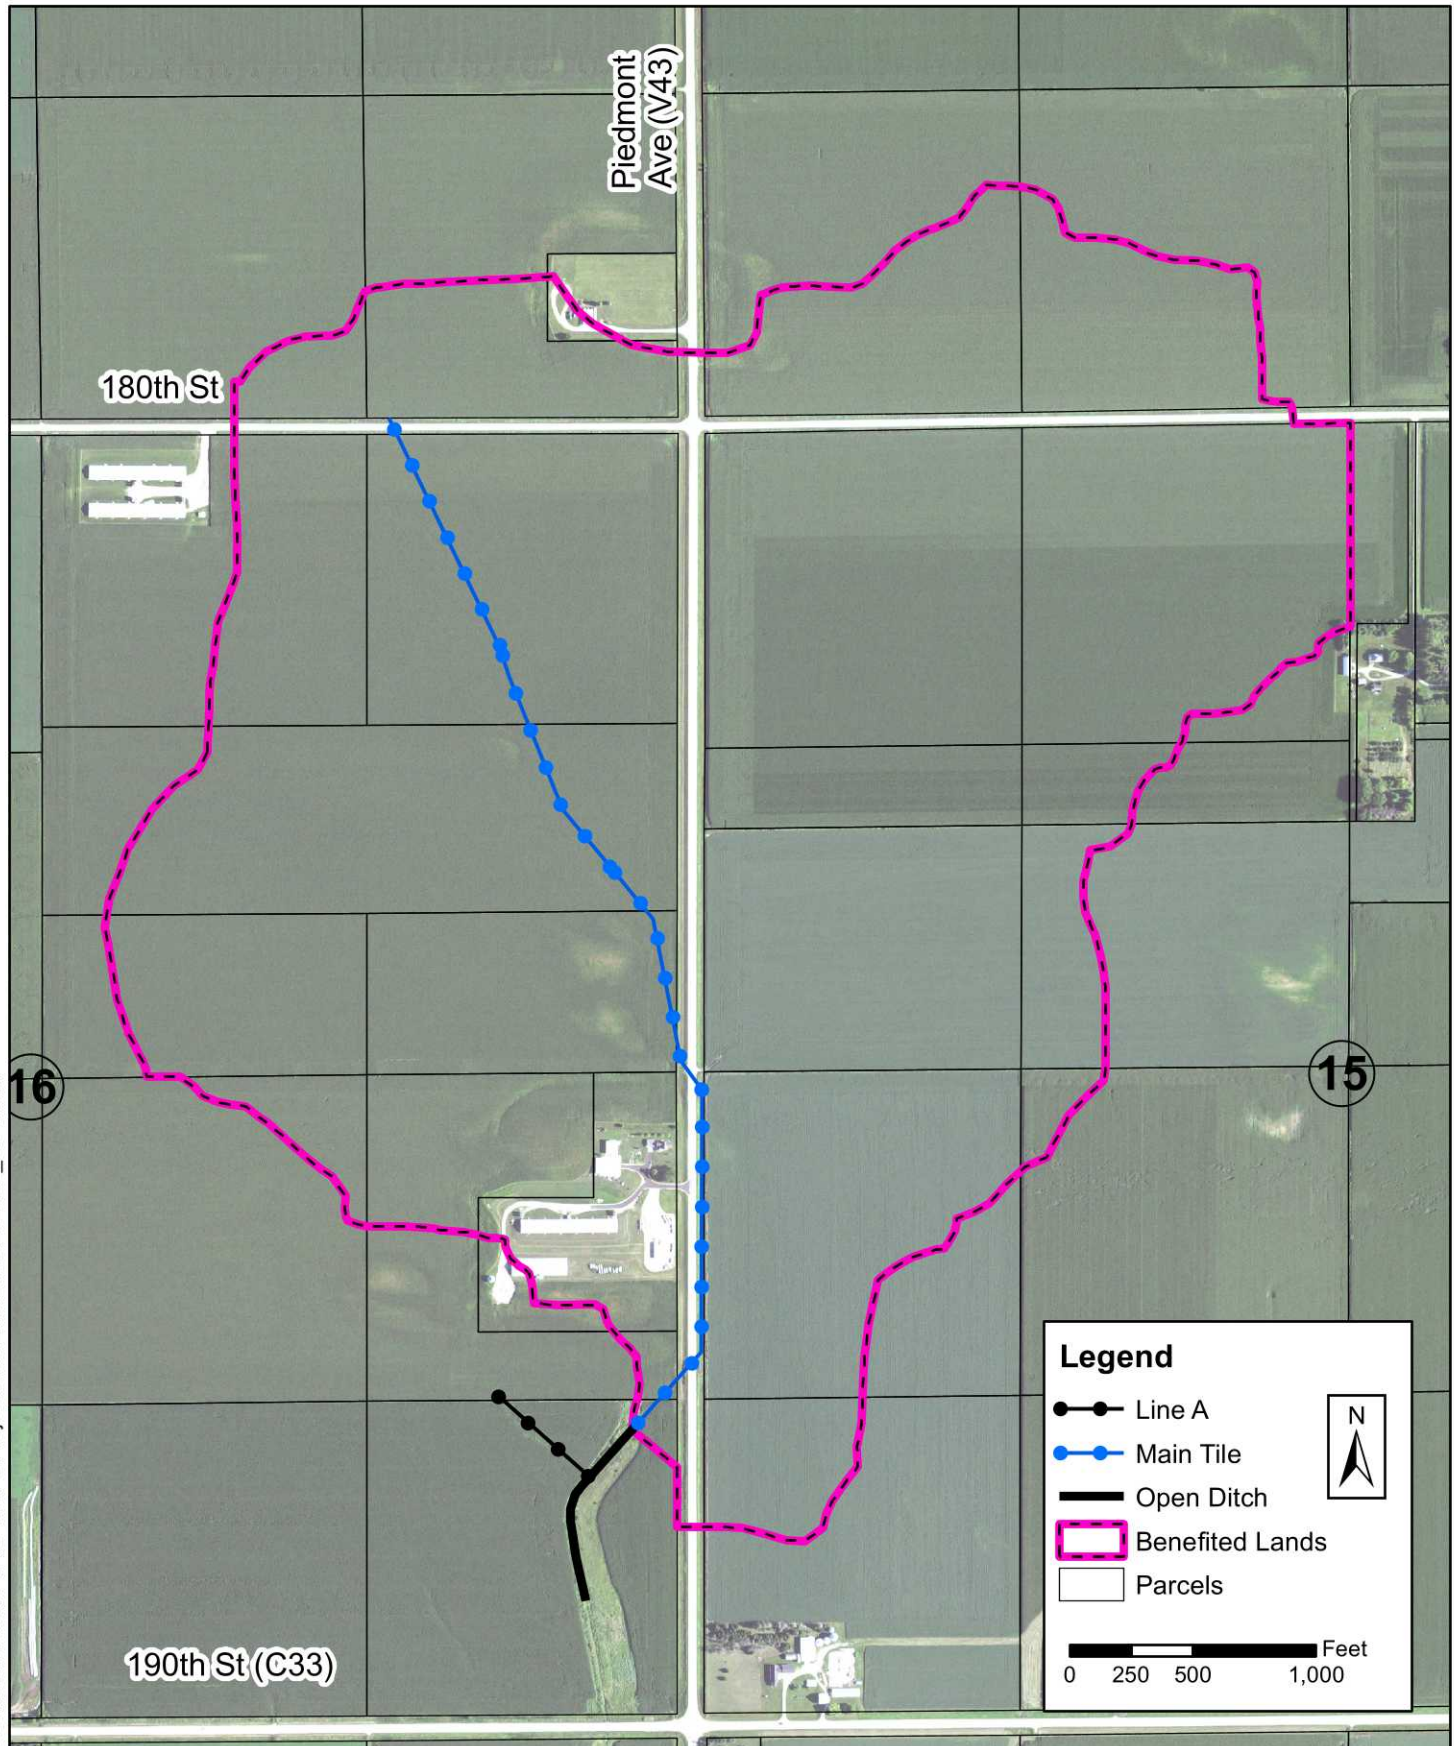 Piedmont
Ave (V43)
180th St
16
15
190th St (C33)
Legend
Line A
Main Tile
Open Ditch
Benefited Lands
Parcels
N
Feet
0 250 500 1,000